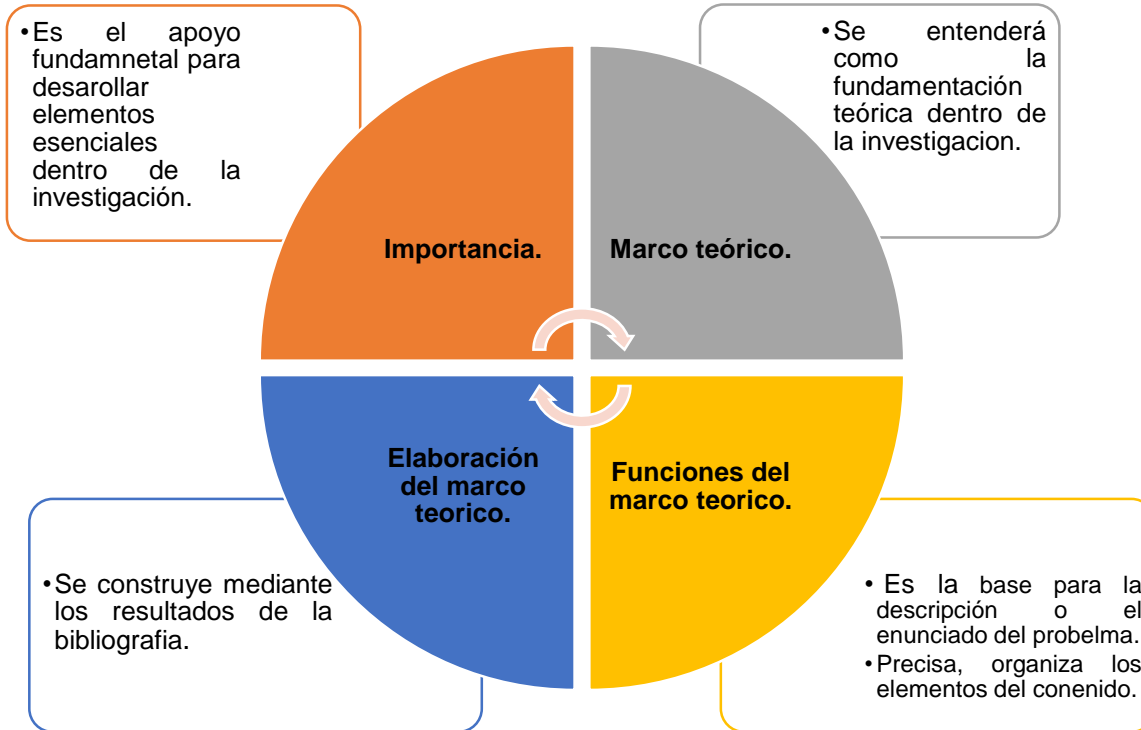 •Es el apoyo
fundamnetal para
desarollar
elementos
esenciales
dentro de la
investigación.
•Se entenderá
como la
fundamentación
teórica dentro de
la investigacion.
Importancia.
Marco teórico.
Elaboración
del marco
teorico.
Funciones del
marco teorico.
•Se construye mediante
los resultados de la
bibliografia.
• Es la base para la
descripción o el
enunciado del probelma.
•Precisa, organiza los
elementos del conenido.